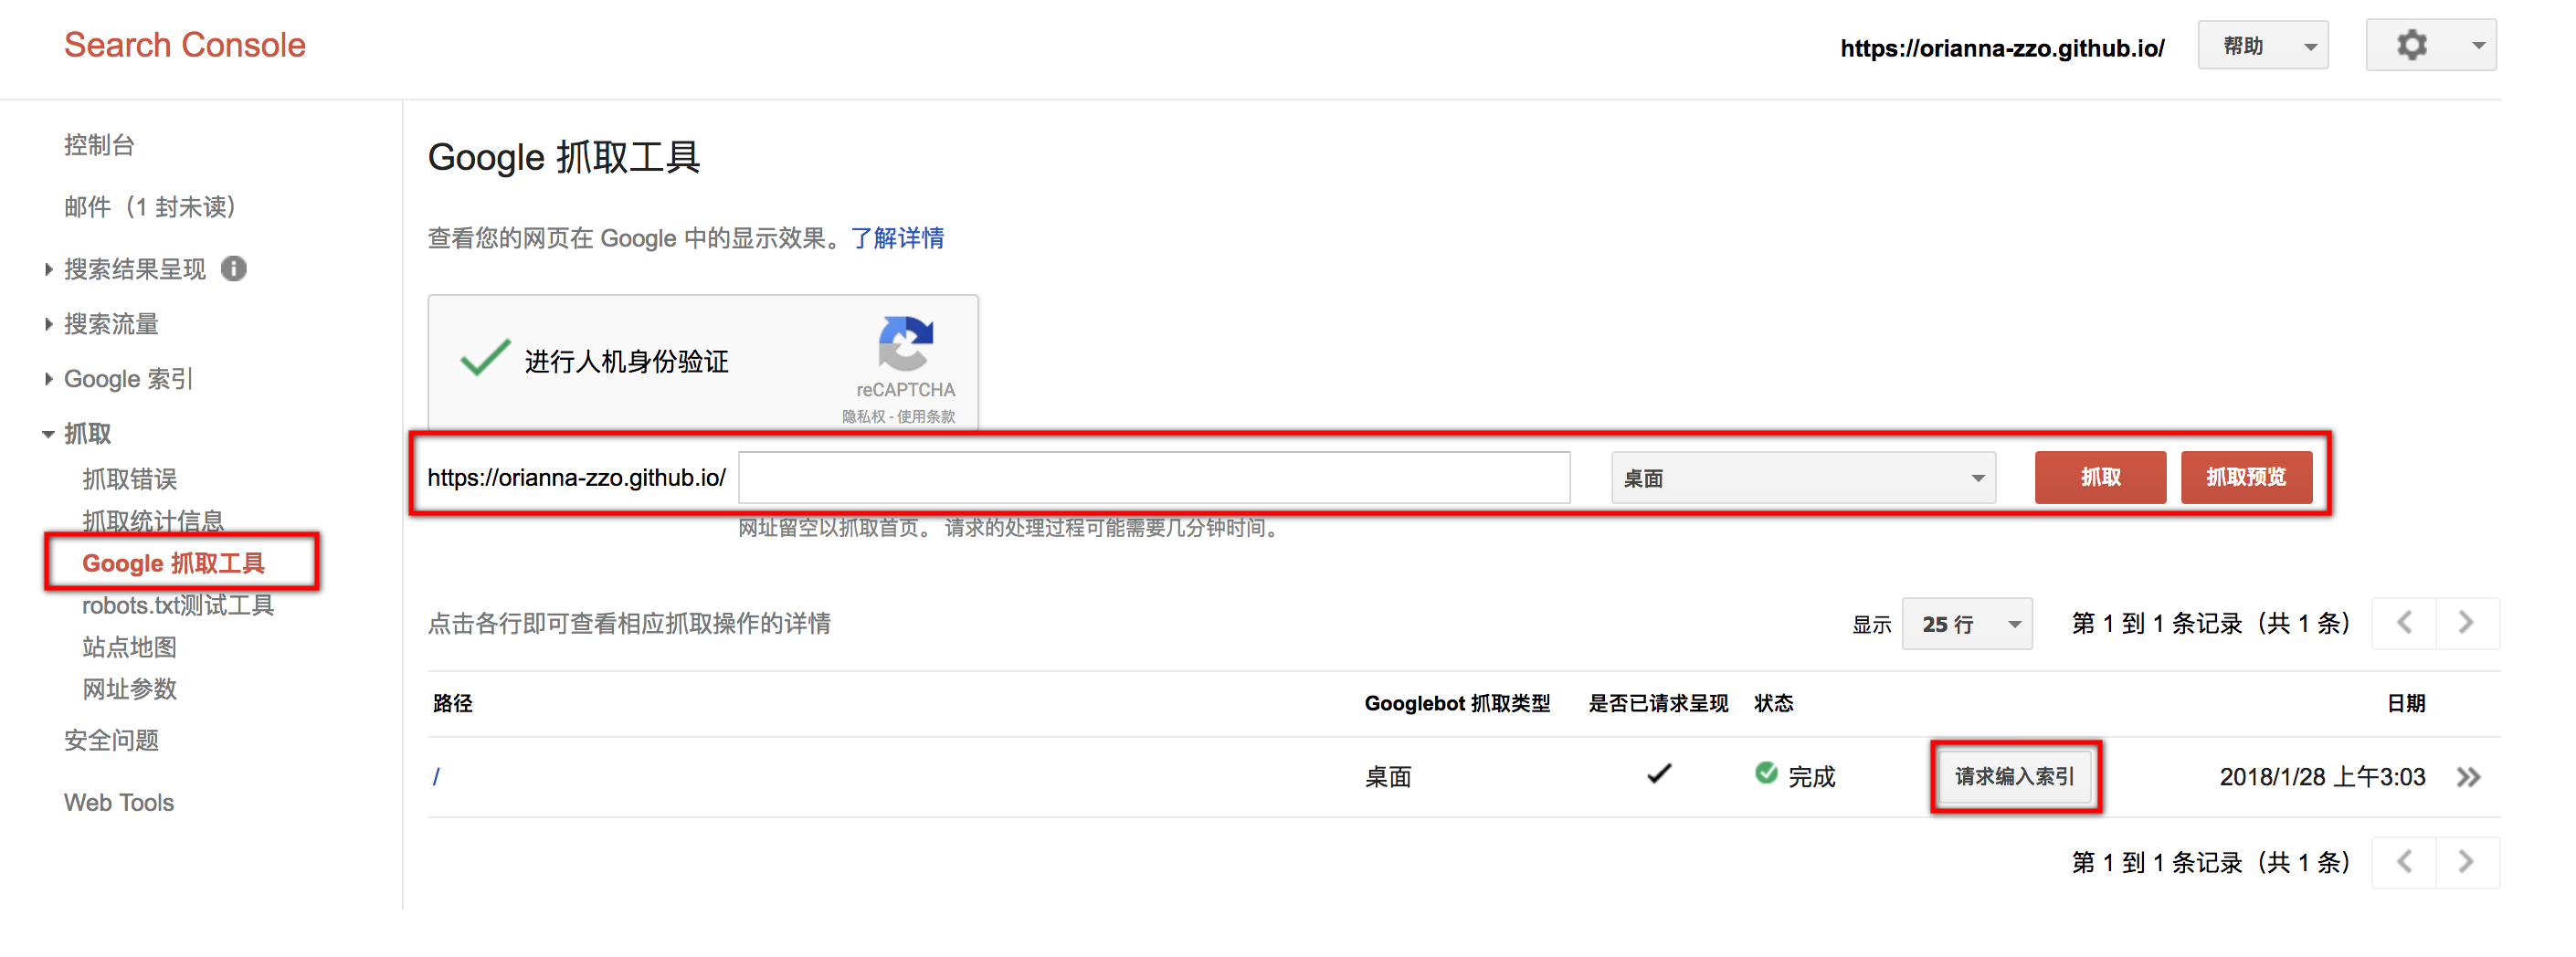 Search Console
https://orianna-zzo.github.io/
帮助
控制台
邮件（1 封未读）
搜索结果呈现
搜索流量
Google 索引
抓取
抓取错误
抓取统计信息
Google 抓取工具
robots.txt测试工具
站点地图
网址参数
安全问题
Web Tools
Google 抓取工具
查看您的网页在 Google 中的显示效果。了解详情
进行人机身份验证
reCAPTCHA
隐私权 - 使用条款
https://orianna-zzo.github.io/ 桌面 抓取 抓取预览
网址留空以抓取首页。 请求的处理过程可能需要几分钟时间。
点击各行即可查看相应抓取操作的详情 显示 25 行 第 1 到 1 条记录（共 1 条）
路径 Googlebot 抓取类型 是否已请求呈现 状态 日期
/ 桌面 完成 请求编入索引 2018/1/28 上午3:03
第 1 到 1 条记录（共 1 条）